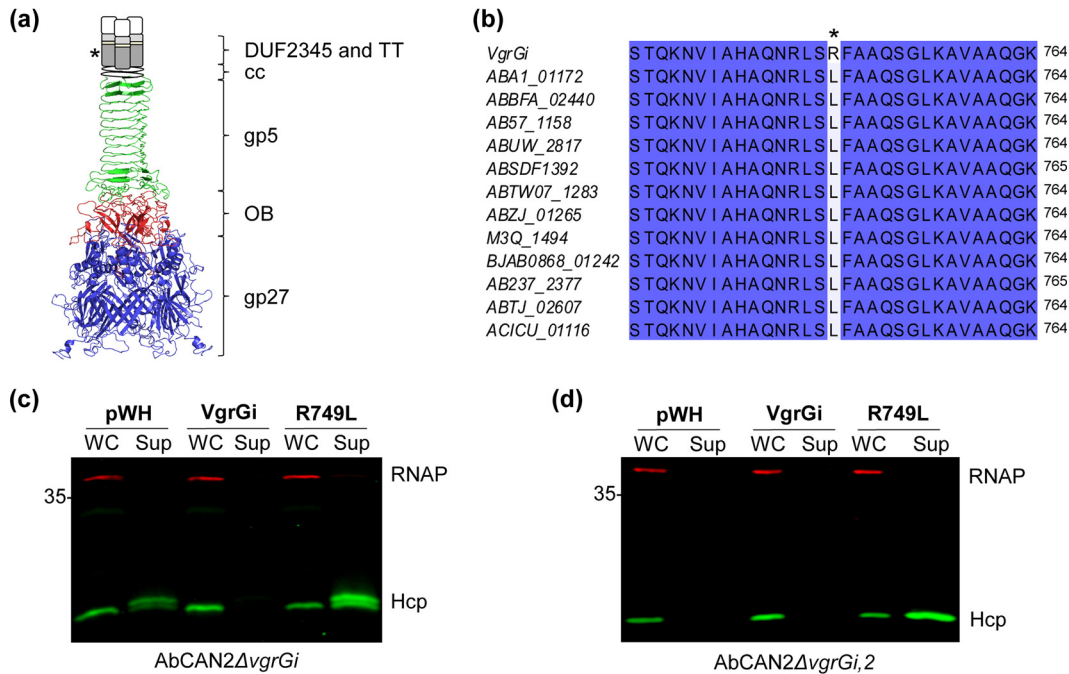 (a)
*
DUF2345 and TT
cc
gp5
OB
gp27
(b)
*
VgrGi STQKNVIAHAQNRLSRFAAQSGLKAVAAQGK 764
ABA1_01172 STQKNVIAHAQNRLSLFAAQSGLKAVAAQGK 764
ABBFA_02440 STQKNVIAHAQNRLSLFAAQSGLKAVAAQGK 764
AB57_1158 STQKNVIAHAQNRLSLFAAQSGLKAVAAQGK 764
ABUW_2817 STQKNVIAHAQNRLSLFAAQSGLKAVAAQGK 764
ABSDF1392 STQKNVIAHAQNRLSLFAAQSGLKAVAAQGK 765
ABTW07_1283 STQKNVIAHAQNRLSLFAAQSGLKAVAAQGK 764
ABZJ_01265 STQKNVIAHAQNRLSLFAAQSGLKAVAAQGK 764
M3Q_1494 STQKNVIAHAQNRLSLFAAQSGLKAVAAQGK 764
BJAB0868_01242 STQKNVIAHAQNRLSLFAAQSGLKAVAAQGK 764
AB237_2377 STQKNVIAHAQNRLSLFAAQSGLKAVAAQGK 765
ABTJ_02607 STQKNVIAHAQNRLSLFAAQSGLKAVAAQGK 764
ACICU_01116 STQKNVIAHAQNRLSLFAAQSGLKAVAAQGK 764
(c)
pWH VgrGi R749L
WC Sup WC Sup WC Sup
RNAP
35-
Hcp
AbCAN2ΔvgrGi
(d)
pWH VgrGi R749L
WC Sup WC Sup WC Sup
RNAP
35-
Hcp
AbCAN2ΔvgrGi,2